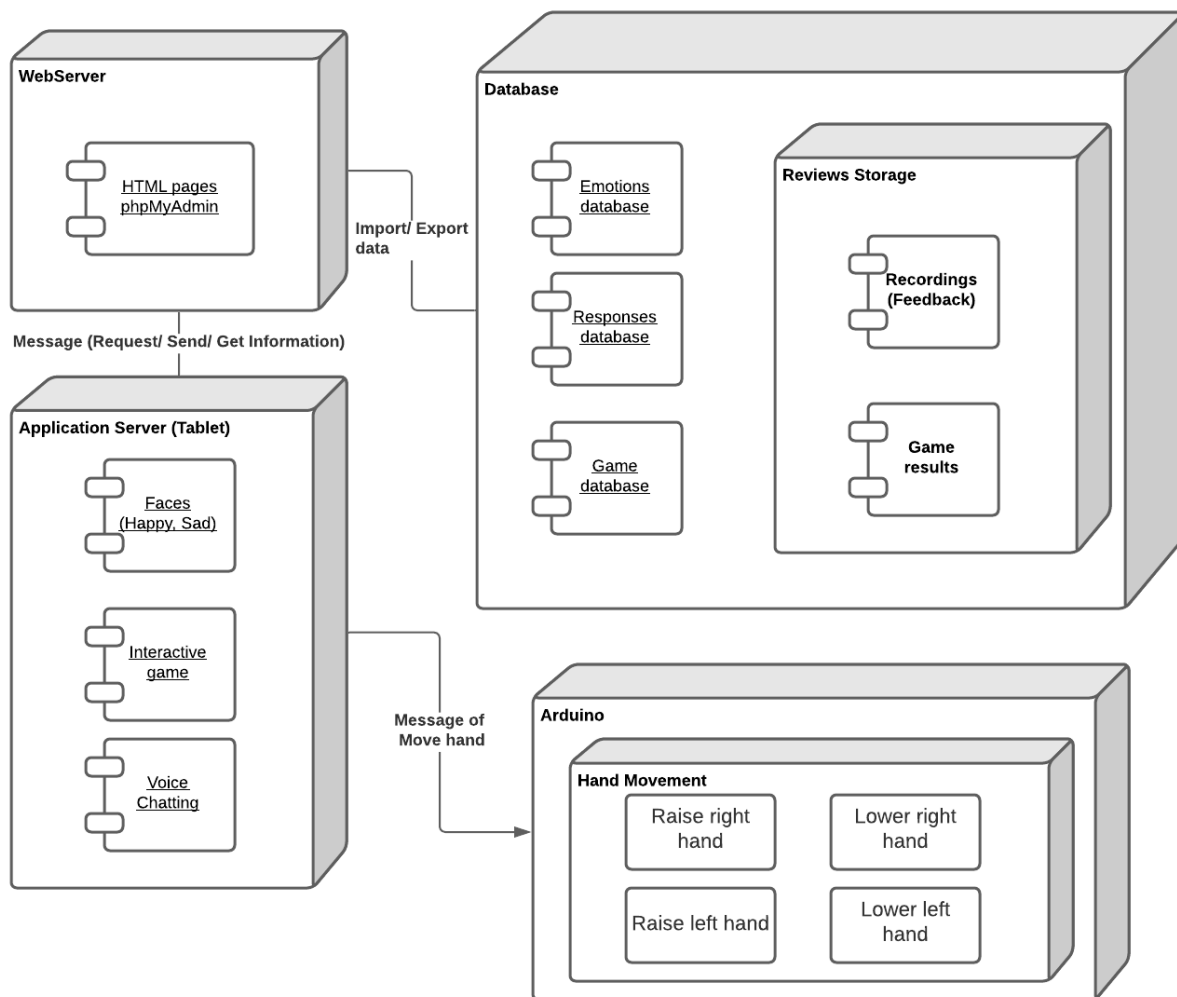 WebServer
HTML pages
phpMyAdmin
Message (Request/ Send/ Get Information)
Import/ Export
data
Database
Emotions
database
Responses
database
Game
database
Reviews Storage
Recordings
(Feedback)
Game
results
Application Server (Tablet)
Faces
(Happy, Sad)
Interactive
game
Voice
Chatting
Message of
Move hand
Arduino
Hand Movement
Raise right
hand
Lower right
hand
Raise left hand
Lower left
hand